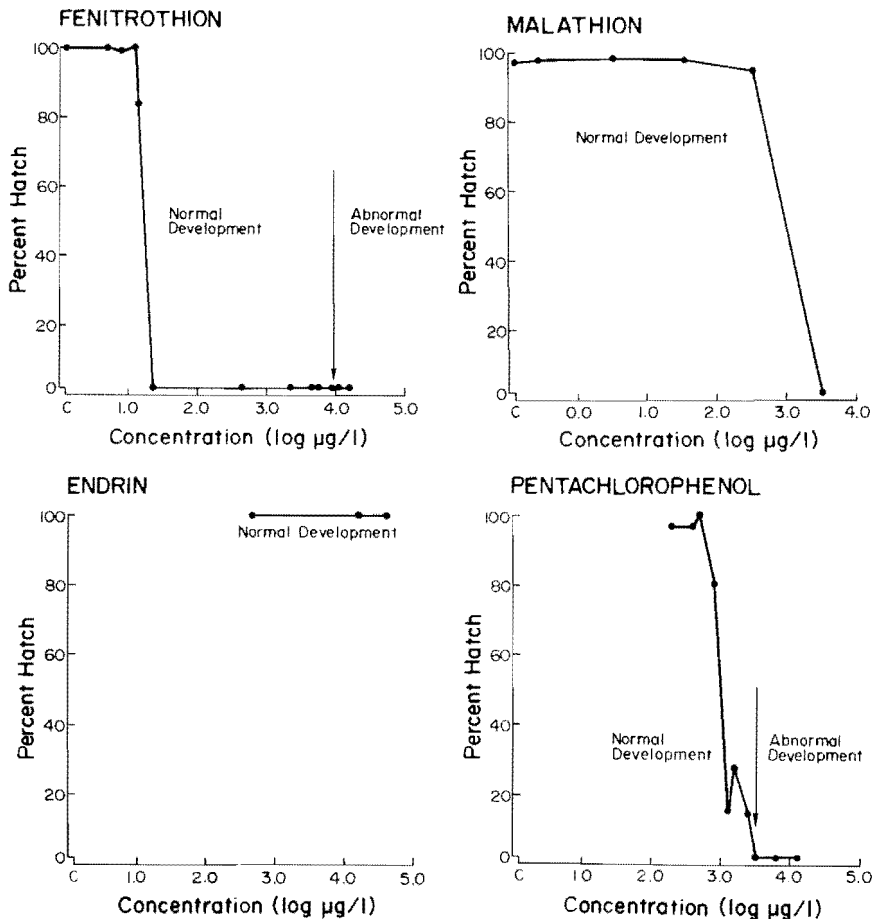 FENITROTHION
100
80
60
40
20
0
Percent Hatch
Normal
Development
Abnormal
Development
C 1.0 2.0 3.0 4.0 5.0
Concentration (log µg/l)
MALATHION
100
80
60
40
20
0
Percent Hatch
Normal Development
C 0.0 2.0 3.0 4.0
Concentration (log µg/l)
ENDRIN
100
80
60
40
20
0
Percent Hatch
Normal Development
C 1.0 2.0 3.0 4.0 5.0
Concentration (log µg/l)
PENTACHLOROPHENOL
100
80
60
40
20
0
Percent Hatch
Normal
Development
Abnormal
Development
C 1.0 2.0 3.0 4.0 5.0
Concentration (log µg/l)